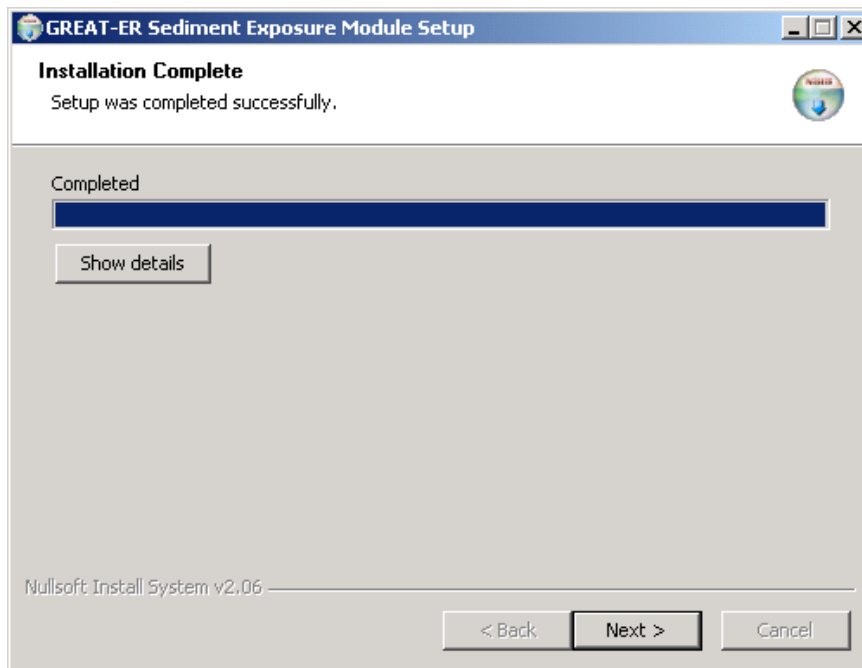 GREAT-ER Sediment Exposure Module Setup
Installation Complete
Setup was completed successfully.
Completed
Show details
Nullsoft Install System v2.06
< Back
Next >
Cancel